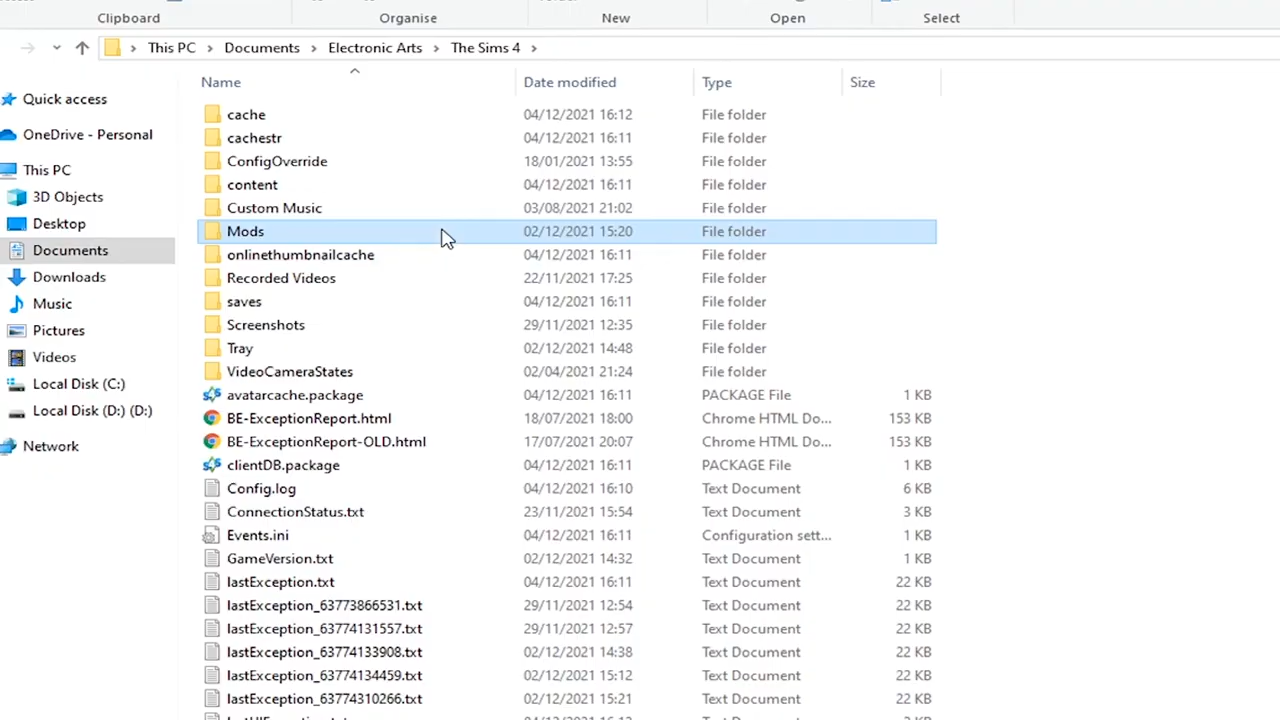 Clipboard Organise New Open Select
This PC > Documents > Electronic Arts > The Sims 4 >
Name Date modified Type Size
Quick access
OneDrive - Personal
This PC
3D Objects
Desktop
Documents
Downloads
Music
Pictures
Videos
Local Disk (C:)
Local Disk (D:) (D:)
Network
cache 04/12/2021 16:12 File folder
cachestr 04/12/2021 16:11 File folder
ConfigOverride 18/01/2021 13:55 File folder
content 04/12/2021 16:11 File folder
Custom Music 03/08/2021 21:02 File folder
Mods 02/12/2021 15:20 File folder
onlinethumbnailcache 04/12/2021 16:11 File folder
Recorded Videos 22/11/2021 17:25 File folder
saves 04/12/2021 16:11 File folder
Screenshots 29/11/2021 12:35 File folder
Tray 02/12/2021 14:48 File folder
VideoCameraStates 02/04/2021 21:24 File folder
avatarcache.package 04/12/2021 16:11 PACKAGE File 1 KB
BE-ExceptionReport.html 18/07/2021 18:00 Chrome HTML Do... 153 KB
BE-ExceptionReport-OLD.html 17/07/2021 20:07 Chrome HTML Do... 153 KB
clientDB.package 04/12/2021 16:11 PACKAGE File 1 KB
Config.log 04/12/2021 16:10 Text Document 6 KB
ConnectionStatus.txt 23/11/2021 15:54 Text Document 3 KB
Events.ini 04/12/2021 16:11 Configuration sett... 1 KB
GameVersion.txt 02/12/2021 14:32 Text Document 1 KB
lastException.txt 04/12/2021 16:11 Text Document 22 KB
lastException_63773866531.txt 29/11/2021 12:54 Text Document 22 KB
lastException_63774131557.txt 29/11/2021 12:57 Text Document 22 KB
lastException_63774133908.txt 02/12/2021 14:38 Text Document 22 KB
lastException_63774134459.txt 02/12/2021 15:12 Text Document 22 KB
lastException_63774310266.txt 02/12/2021 15:21 Text Document 22 KB